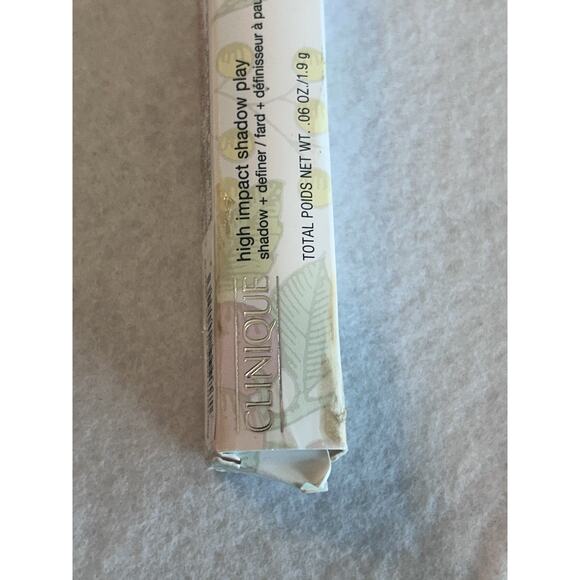 CLINIQUE
high impact shadow play
shadow + definer / fard + définisseur à
TOTAL POIDS NET WT. .06 OZ./1.9 g